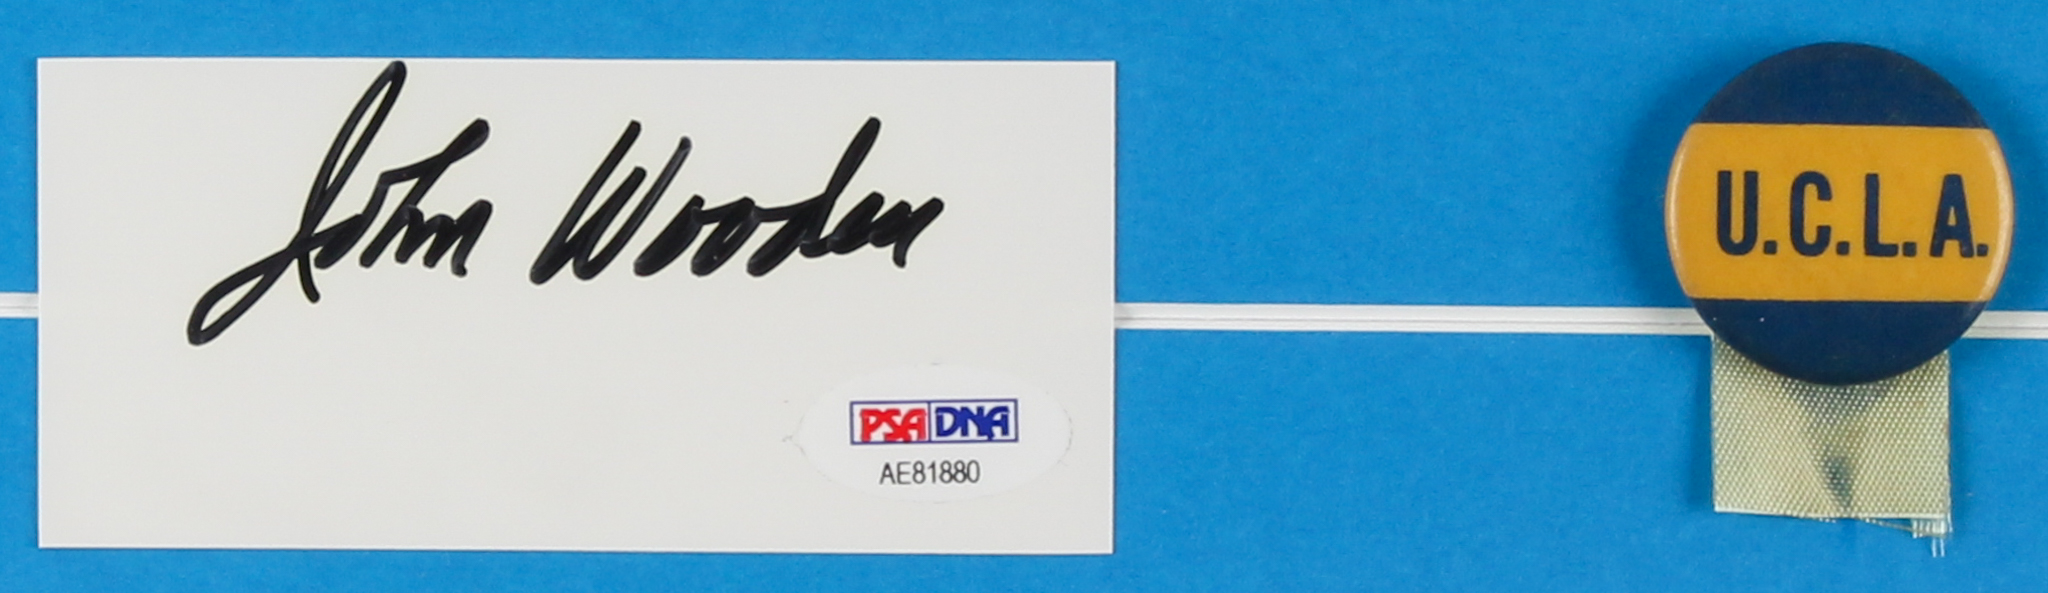 John Wooden
PSA DNA
AE81880
U.C.L.A.